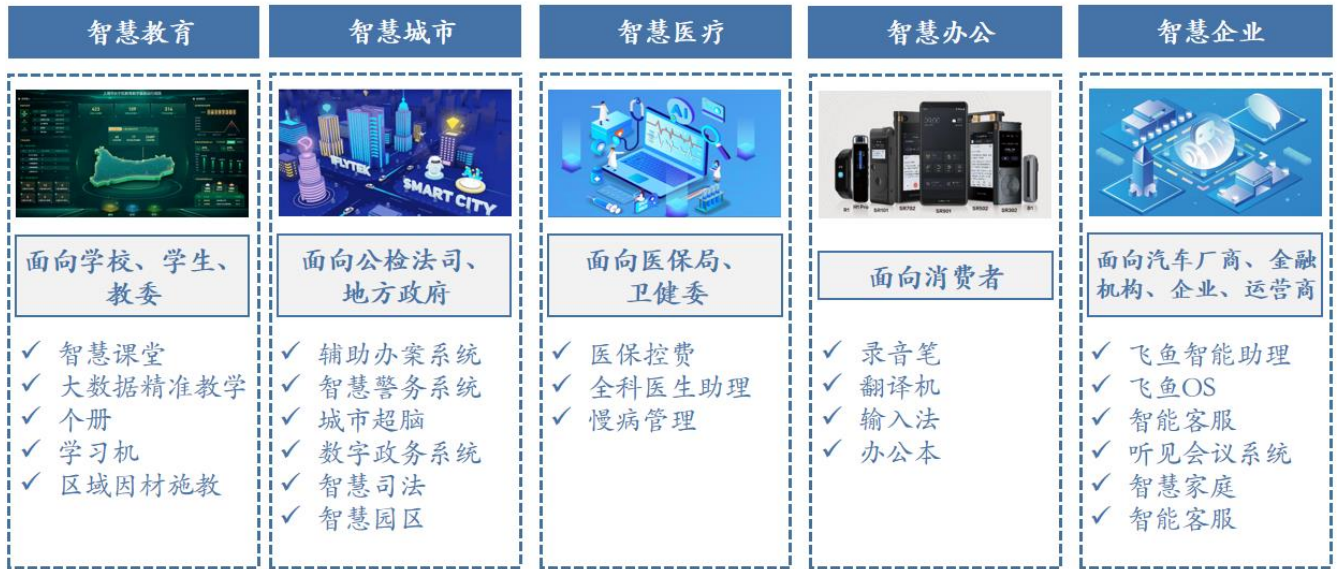 智慧教育
智慧城市
智慧医疗
智慧办公
智慧企业
IFLYTEK
SMART CITY
AI
R1
SR101
SR702
SR901
SR502
SR302
B1
面向学校、学生、
教委
面向公检法司、
地方政府
面向医保局、
卫健委
面向消费者
面向汽车厂商、金融
机构、企业、运营商
✓ 智慧课堂
✓ 大数据精准教学
✓ 个册
✓ 学习机
✓ 区域因材施教
✓ 辅助办案系统
✓ 智慧警务系统
✓ 城市超脑
✓ 数字政务系统
✓ 智慧司法
✓ 智慧园区
✓ 医保控费
✓ 全科医生助理
✓ 慢病管理
✓ 录音笔
✓ 翻译机
✓ 输入法
✓ 办公本
✓ 飞鱼智能助理
✓ 飞鱼OS
✓ 智能客服
✓ 听见会议系统
✓ 智慧家庭
✓ 智能客服